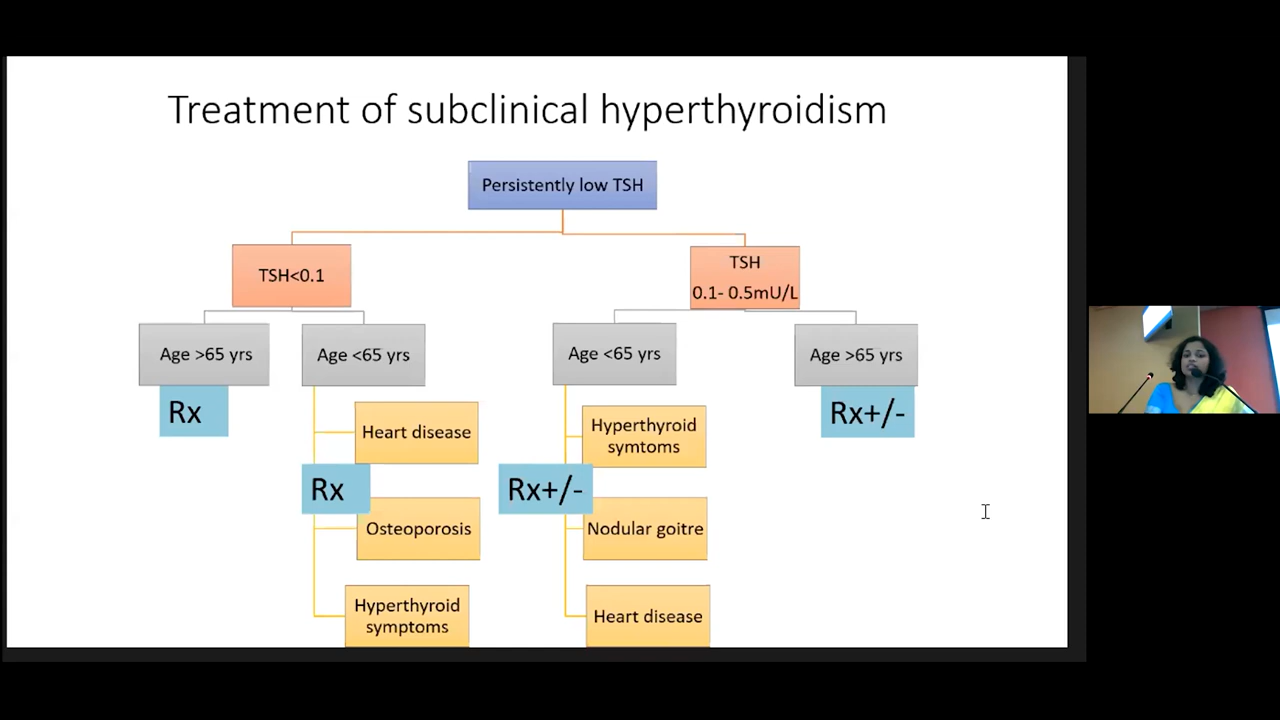 Treatment of subclinical hyperthyroidism
Persistently low TSH
TSH<0.1
TSH
0.1- 0.5mU/L
Age >65 yrs
Age <65 yrs
Age <65 yrs
Age >65 yrs
Rx
Rx+/-
Heart disease
Hyperthyroid
symtoms
Rx
Rx+/-
Osteoporosis
Nodular goitre
Hyperthyroid
symptoms
Heart disease